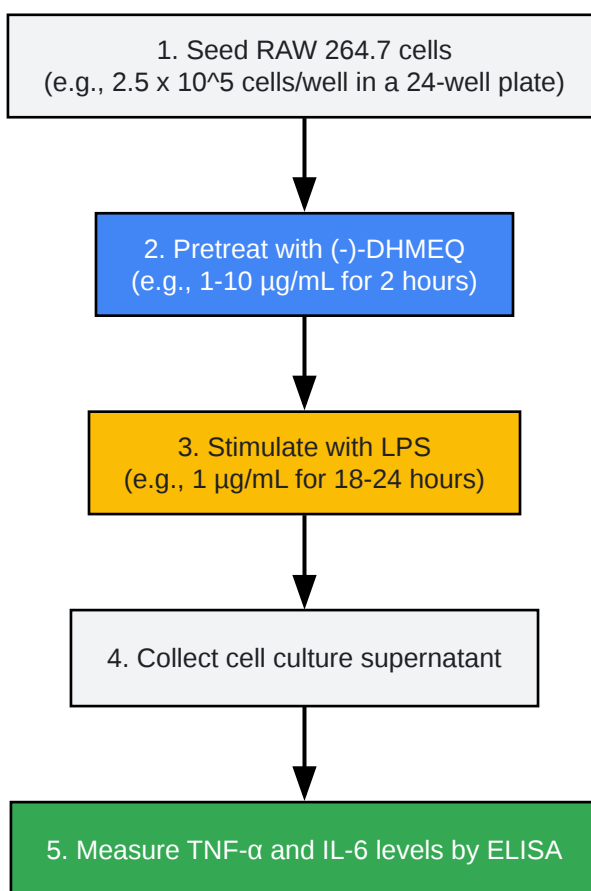 1. Seed RAW 264.7 cells
(e.g., 2.5 x 10^5 cells/well in a 24-well plate)
2. Pretreat with (-)-DHMEQ
(e.g., 1-10 µg/mL for 2 hours)
3. Stimulate with LPS
(e.g., 1 µg/mL for 18-24 hours)
4. Collect cell culture supernatant
5. Measure TNF-α and IL-6 levels by ELISA